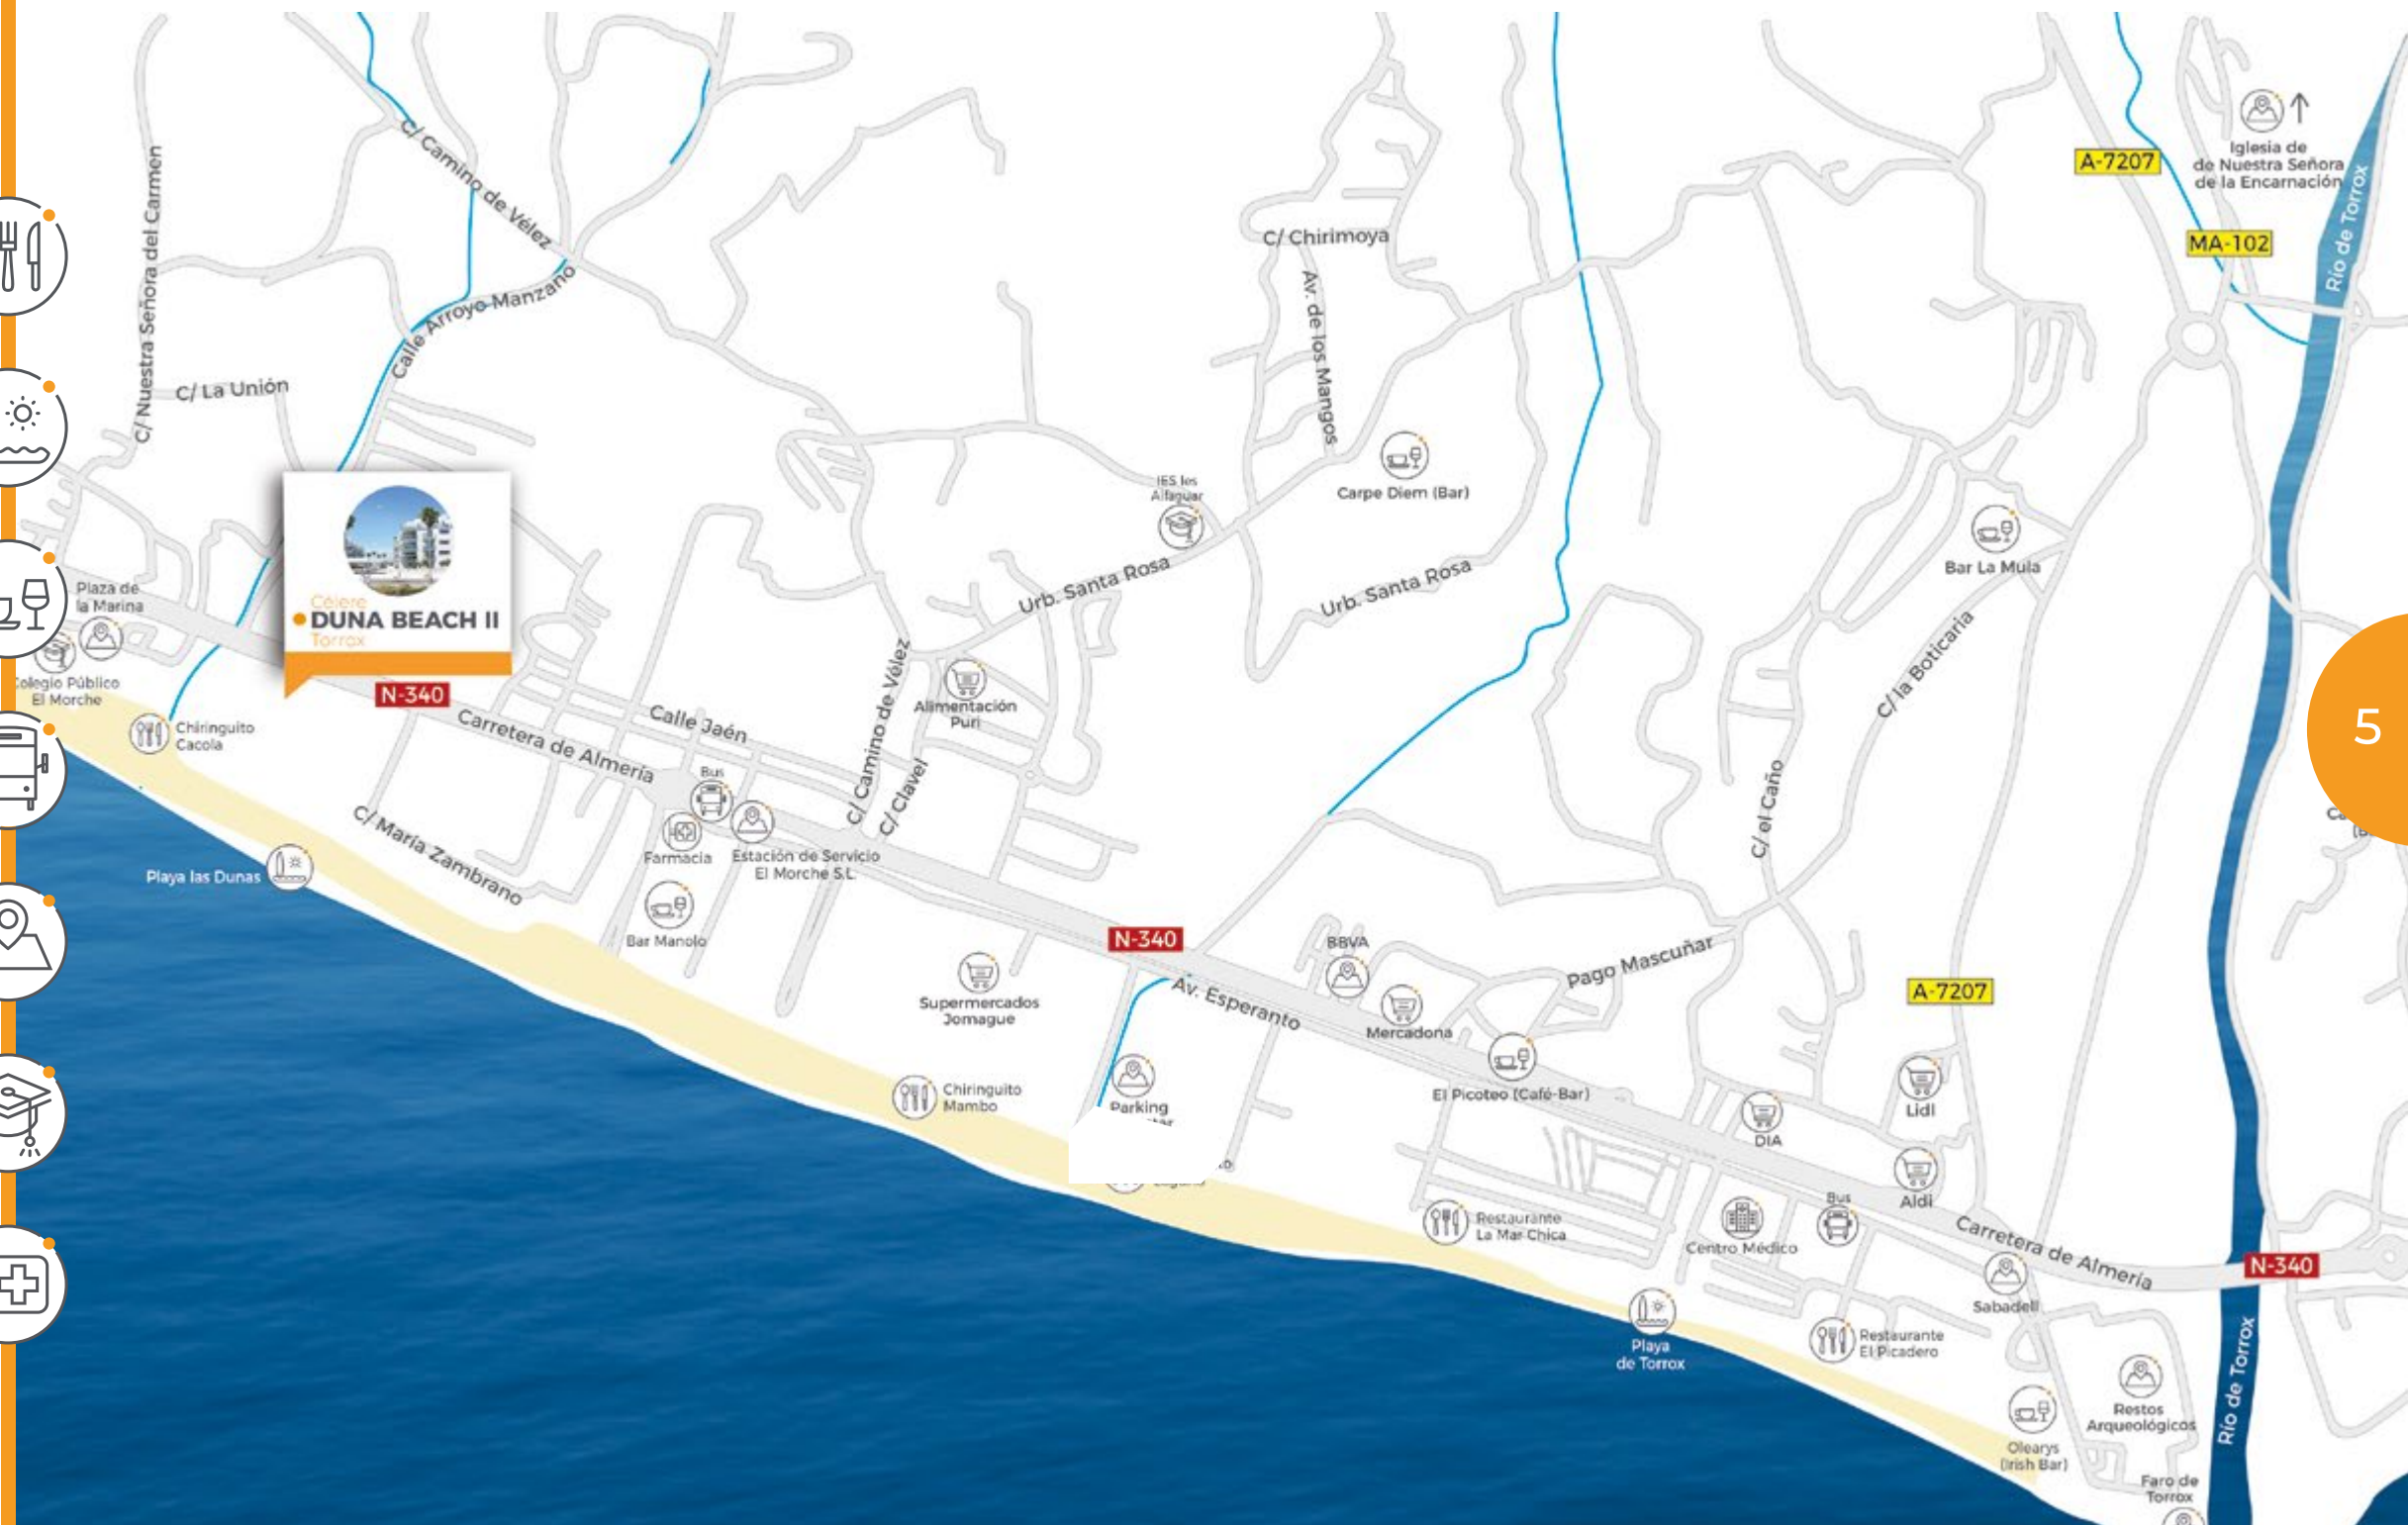 C/ Camino de Vélez
C/ Nuestra Señora del Carmen
Calle Arroyo Manzano
C/ La Unión
A-7207
Iglesia de
de Nuestra Señora
de la Encarnación
MA-102
Río de Torrox
C/ Chirimoya
Av. de los Mangos
Carpe Diem (Bar)
IES los
Alfaguar
Bar La Mula
Célere
DUNA BEACH II
Torrox
Plaza de
la Marina
Urb. Santa Rosa
Urb. Santa Rosa
C/ la Boticaria
Colegio Público
El Morche
N-340
Chiringuito
Cacola
Carretera de Almería
Calle Jaén
C/ Camino de Vélez
C/ Clavel
Alimentación
Puri
5
Bus
Farmacia
Estación de Servicio
El Morche S.L.
C/ María Zambrano
Playa las Dunas
Bar Manolo
C/ el Caño
N-340
BBVA
Pago Mascuñar
A-7207
Supermercados
Jomague
Av. Esperanto
Mercadona
Chiringuito
Mambo
Parking
El Picoteo (Café-Bar)
DIA
Lidl
Aldi
Restaurante
La Mar Chica
Centro Médico
Bus
Carretera de Almería
N-340
Sabadell
Playa
de Torrox
Restaurante
El Picadero
Restos
Arqueológicos
Río de Torrox
Olearys
(Irish Bar)
Faro de
Torrox